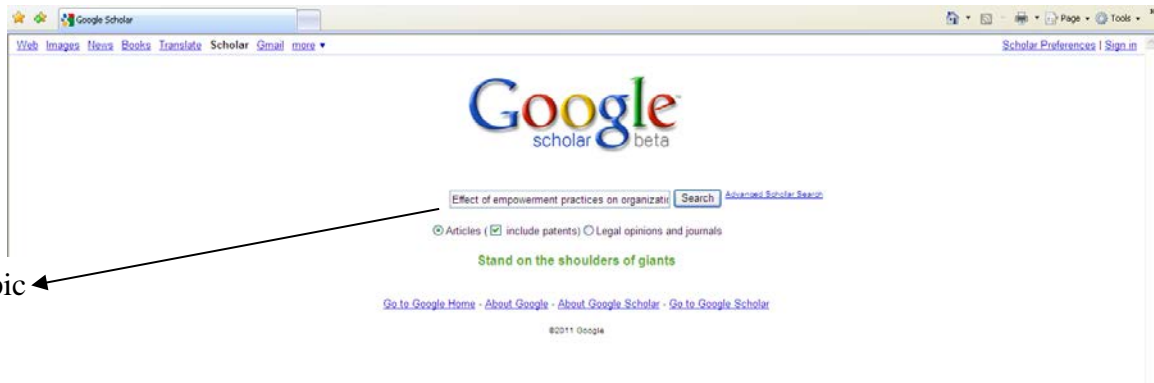 Google Scholar
Page Tools
Web Images News Books Translate Scholar Gmail more
Scholar Preferences | Sign in
Google
scholar beta
Effect of empowerment practices on organizatic Search Advanced Scholar Search
Articles ( include patents) Legal opinions and journals
Stand on the shoulders of giants
pic
Go to Google Home - About Google - About Google Scholar - Go to Google Scholar
©2011 Google